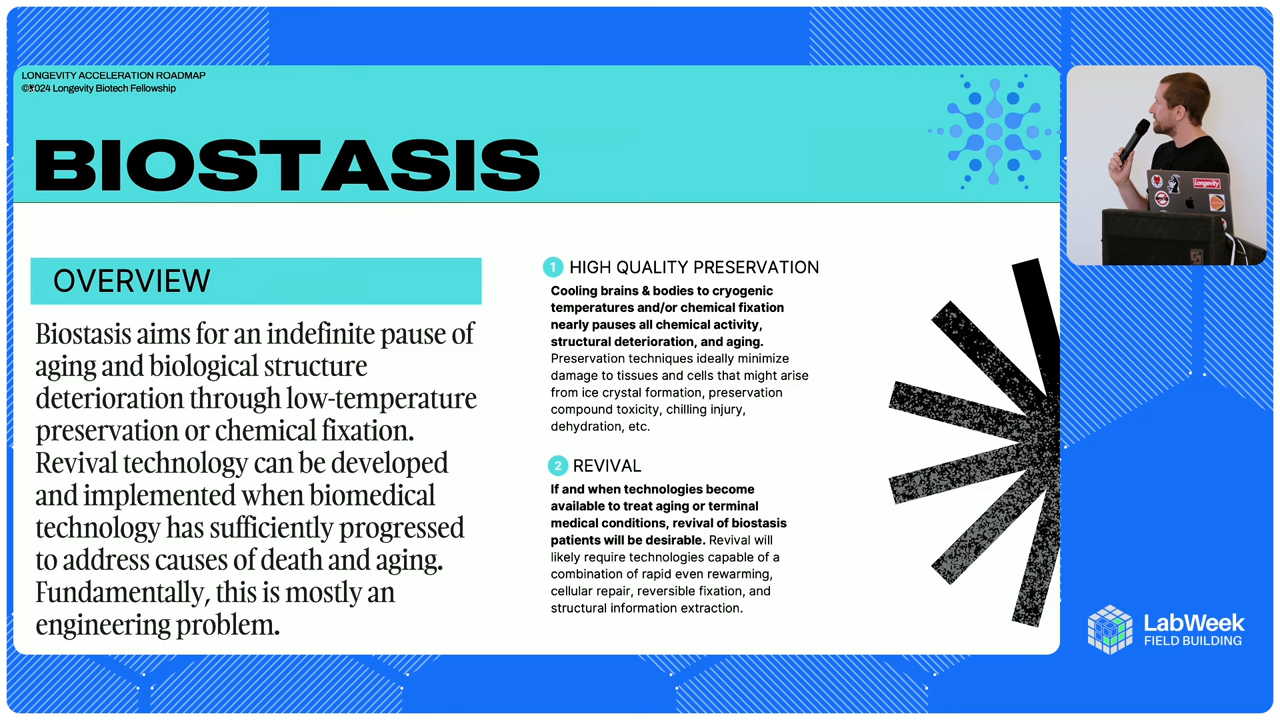 LONGEVITY ACCELERATION ROADMAP
©2024 Longevity Biotech Fellowship
BIOSTASIS
OVERVIEW
Biostasis aims for an indefinite pause of
aging and biological structure
deterioration through low-temperature
preservation or chemical fixation.
Revival technology can be developed
and implemented when biomedical
technology has sufficiently progressed
to address causes of death and aging.
Fundamentally, this is mostly an
engineering problem.
1 HIGH QUALITY PRESERVATION
Cooling brains & bodies to cryogenic
temperatures and/or chemical fixation
nearly pauses all chemical activity,
structural deterioration, and aging.
Preservation techniques ideally minimize
damage to tissues and cells that might arise
from ice crystal formation, preservation
compound toxicity, chilling injury,
dehydration, etc.
2 REVIVAL
If and when technologies become
available to treat aging or terminal
medical conditions, revival of biostasis
patients will be desirable. Revival will
likely require technologies capable of a
combination of rapid even rewarming,
cellular repair, reversible fixation, and
structural information extraction.
Longevity
LabWeek
FIELD BUILDING